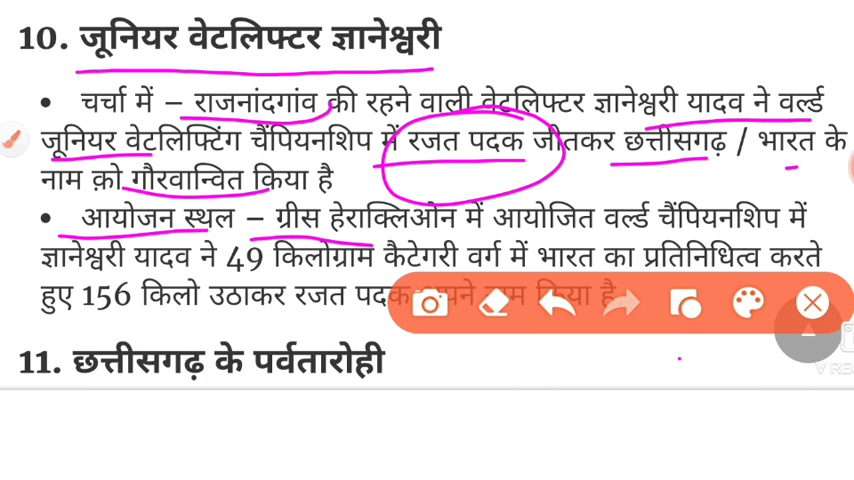 10. जूनियर वेटलिफ्टर ज्ञानेश्वरी
• चर्चा में – राजनांदगांव की रहने वाली वेटलिफ्टर ज्ञानेश्वरी यादव ने वर्ल्ड
जूनियर वेटलिफ्टिंग चैंपियनशिप में रजत पदक जीतकर छत्तीसगढ़ / भारत के
नाम क़ो गौरवान्वित किया है
• आयोजन स्थल – ग्रीस हेराक्लिओन में आयोजित वर्ल्ड चैंपियनशिप में
ज्ञानेश्वरी यादव ने 49 किलोग्राम कैटेगरी वर्ग में भारत का प्रतिनिधित्व करते
हुए 156 किलो उठाकर रजत पदक अपने नाम किया है
11. छत्तीसगढ़ के पर्वतारोही